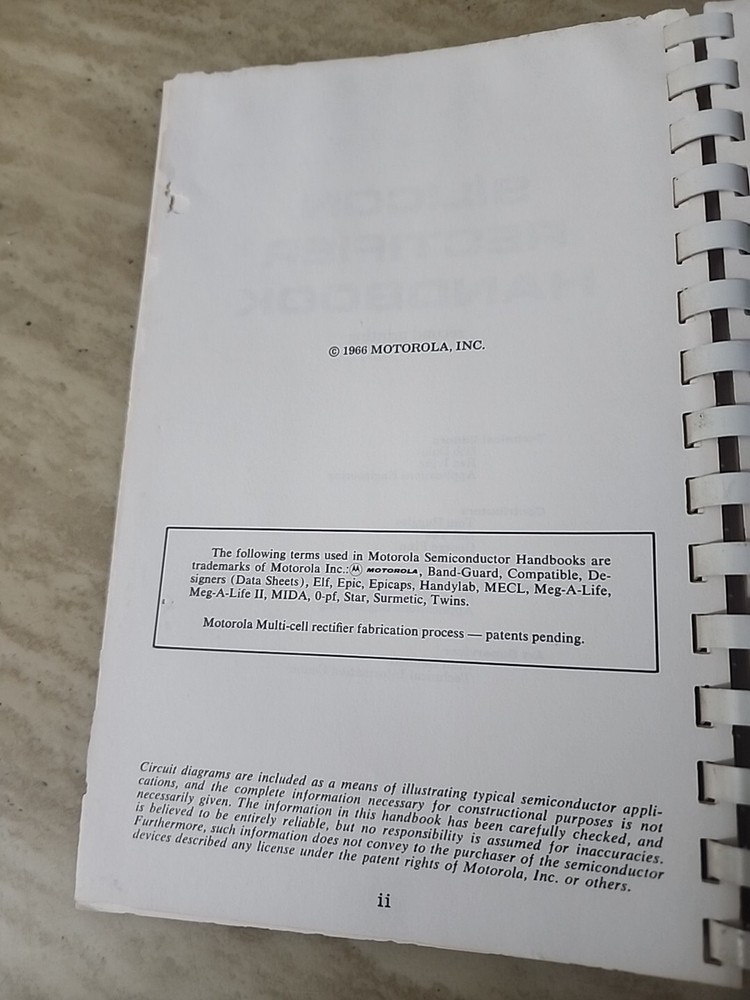 © 1966 MOTOROLA, INC.
The following terms used in Motorola Semiconductor Handbooks are
trademarks of Motorola Inc.: M MOTOROLA, Band-Guard, Compatible, De-
signers (Data Sheets), Elf, Epic, Epicaps, Handylab, MECL, Meg-A-Life,
Meg-A-Life II, MIDA, 0-pf, Star, Surmetic, Twins.
Motorola Multi-cell rectifier fabrication process — patents pending.
Circuit diagrams are included as a means of illustrating typical semiconductor appli-
cations, and the complete information necessary for constructional purposes is not
necessarily given. The information in this handbook has been carefully checked, and
is believed to be entirely reliable, but no responsibility is assumed for inaccuracies.
Furthermore, such information does not convey to the purchaser of the semiconductor
devices described any license under the patent rights of Motorola, Inc. or others.
ii
SILICON
RECTIFIER
HANDBOOK